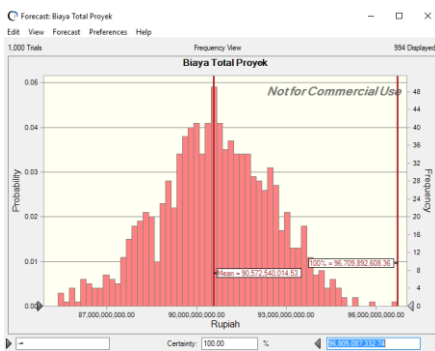 Forecast: Biaya Total Proyek
Edit View Forecast Preferences Help
1.000 Trials Frequency View 994 Displayed
Biaya Total Proyek
Not for Commercial Use
0.05
0.04
0.03
0.02
0.01
0.00
Probability
48
44
40
36
32
28
24
20
16
12
8
4
0
Frequency
100% = 96,709,892,608.36
Mean = 90,572,540,014.53
87,000,000,000.00 90,000,000,000.00 93,000,000,000.00 96,000,000,000.00
Rupiah
Certainty: 100.00 %